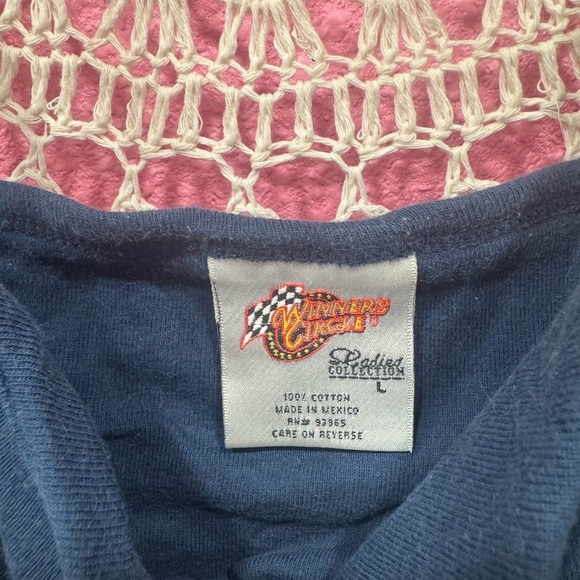 WINNER'S
CIRCLE
Ladies
COLLECTION
L
100% COTTON
MADE IN MEXICO
RN# 93965
CARE ON REVERSE